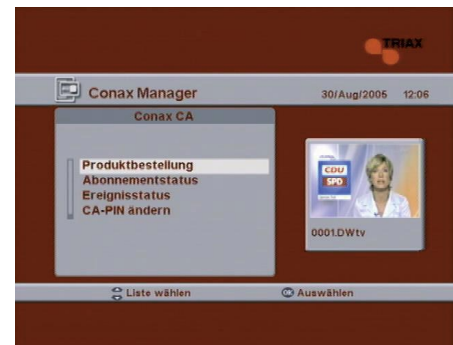 TRIAX
Conax Manager
30/Aug/2005 12:06
Conax CA
Produktbestellung
Abonnementstatus
Ereignisstatus
CA-PIN ändern
CDU
SPD
0001.DWtv
Liste wählen
OK Auswählen